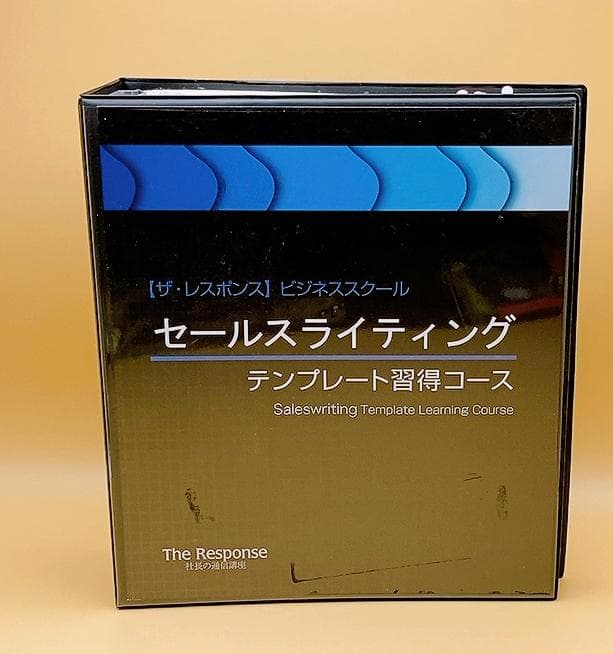 【ザ・レスポンス】ビジネススクール
セールスライティング
テンプレート習得コース
Saleswriting Template Learning Course
The Response
社長の通信講座